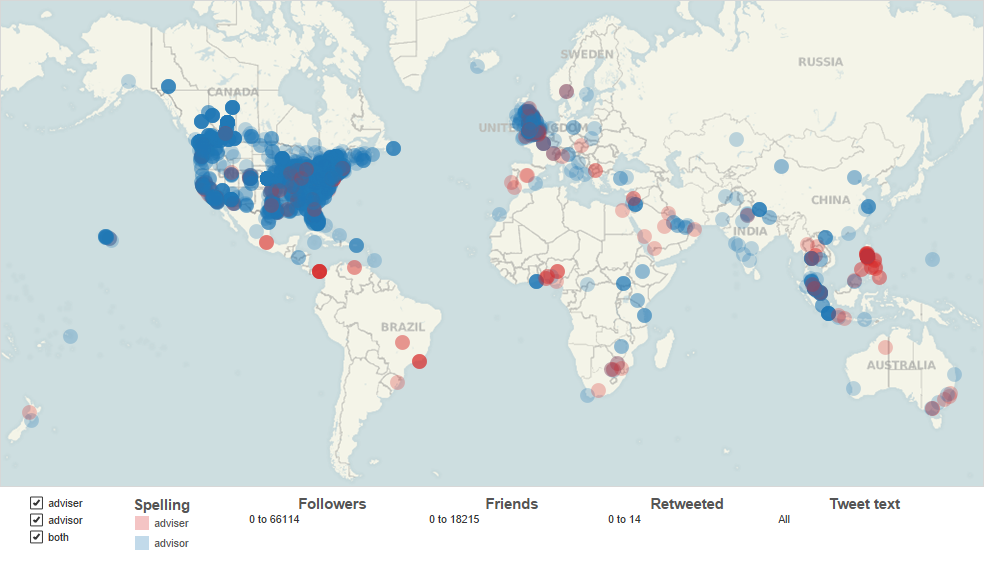 SWEDEN
RUSSIA
CANADA
UNITED KINGDOM
CHINA
INDIA
BRAZIL
AUSTRALIA
adviser
advisor
both
Spelling
adviser
advisor
Followers
0 to 66114
Friends
0 to 18215
Retweeted
0 to 14
Tweet text
All